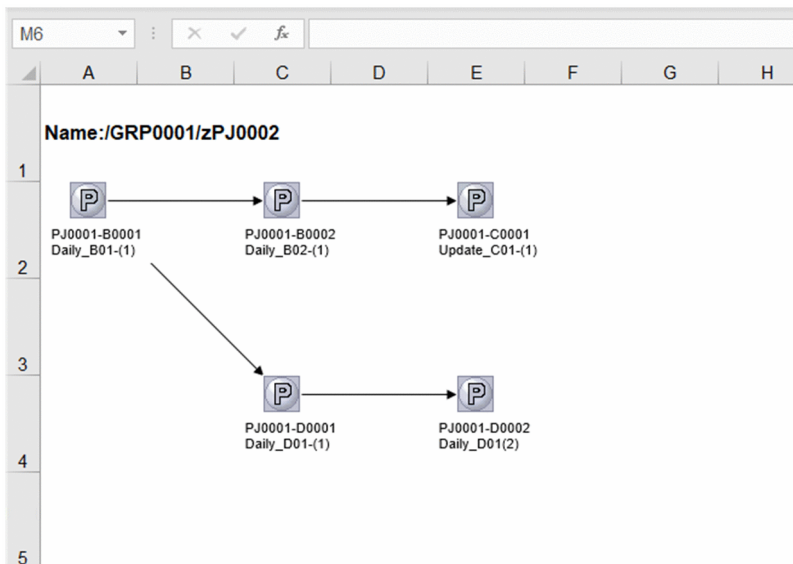 M6
fx
A B C D E F G H
Name:/GRP0001/zPJ0002
1
P P P
PJ0001-B0001 PJ0001-B0002 PJ0001-C0001
Daily_B01-(1) Daily_B02-(1) Update_C01-(1)
2
3
P P
PJ0001-D0001 PJ0001-D0002
Daily_D01-(1) Daily_D01(2)
4
5